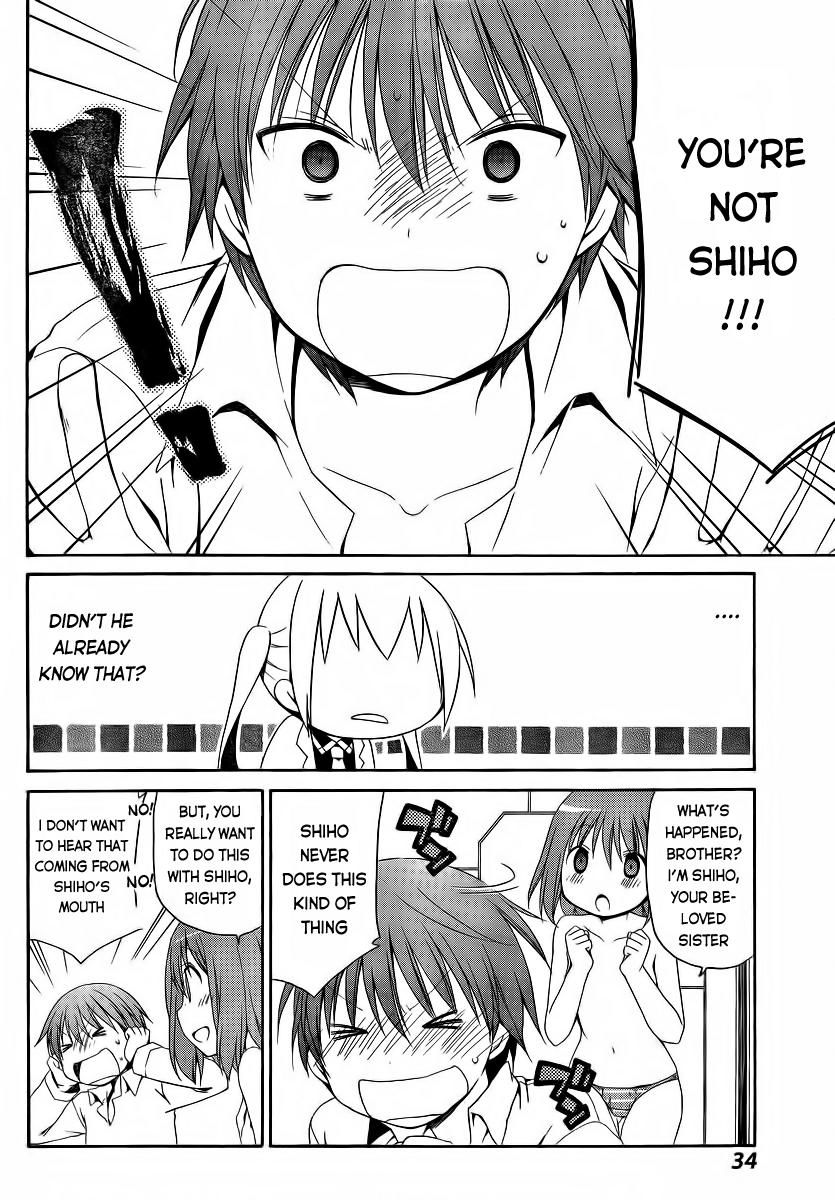 YOU'RE
NOT
SHIHO
!!!
....
DIDN'T HE
ALREADY
KNOW THAT?
WHAT'S
HAPPENED,
BROTHER?
I'M SHIHO,
YOUR BE-
LOVED
SISTER
SHIHO
NEVER
DOES THIS
KIND OF
THING
BUT, YOU
REALLY WANT
TO DO THIS
WITH SHIHO,
RIGHT?
NO!
I DON'T WANT
TO HEAR THAT
COMING FROM
SHIHO'S
MOUTH
NO!
34